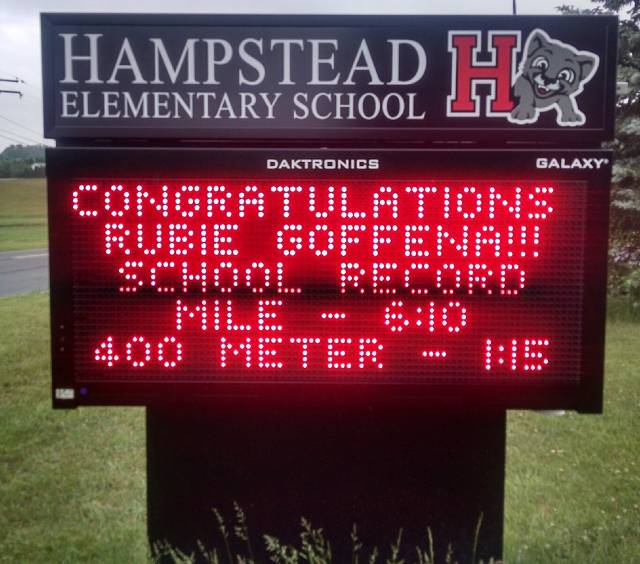 HAMPSTEAD H
ELEMENTARY SCHOOL
DAKTRONICS GALAXY®
CONGRATULATIONS
RUBIE GOFFENA!!!
SCHOOL RECORD
MILE - 6:10
400 METER - 1:15